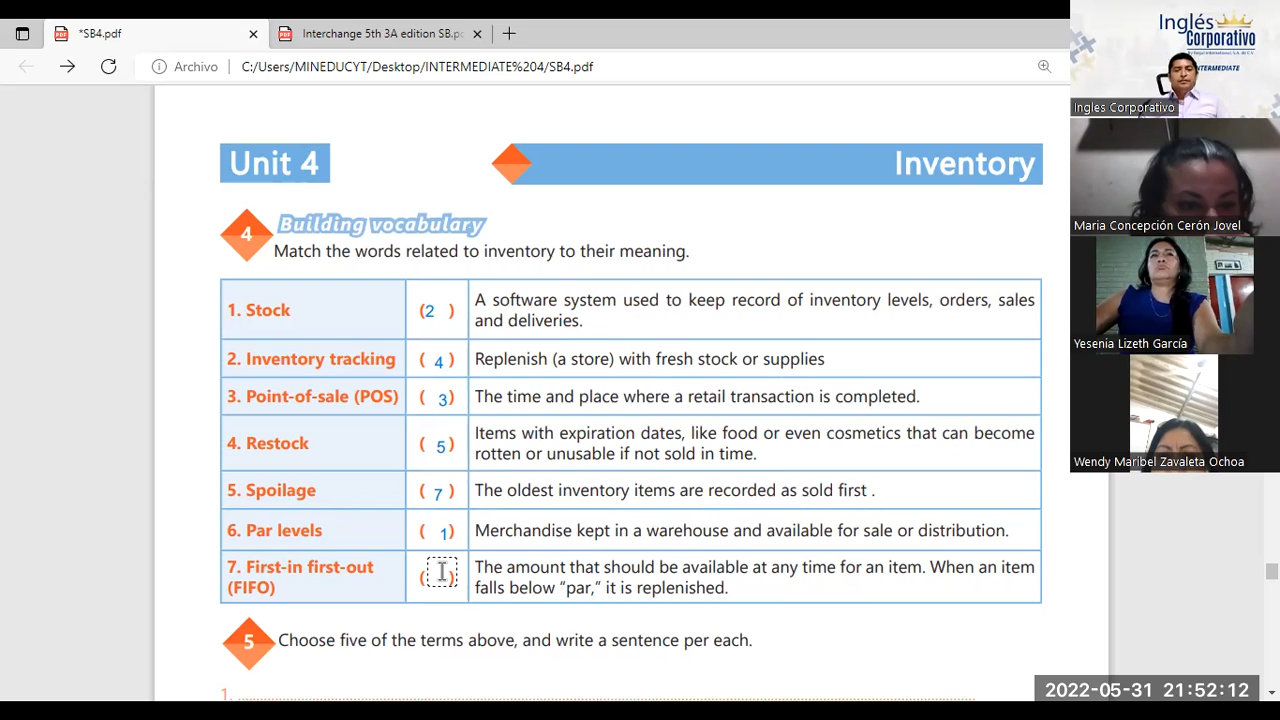 *SB4.pdf
Interchange 5th 3A edition SB.p
Archivo
C:/Users/MINEDUCYT/Desktop/INTERMEDIATE%204/SB4.pdf
Unit 4
Inventory
4
Building vocabulary
Match the words related to inventory to their meaning.
1. Stock
(2 )
A software system used to keep record of inventory levels, orders, sales
and deliveries.
2. Inventory tracking
( 4 )
Replenish (a store) with fresh stock or supplies
3. Point-of-sale (POS)
( 3 )
The time and place where a retail transaction is completed.
4. Restock
( 5 )
Items with expiration dates, like food or even cosmetics that can become
rotten or unusable if not sold in time.
5. Spoilage
( 7 )
The oldest inventory items are recorded as sold first .
6. Par levels
( 1 )
Merchandise kept in a warehouse and available for sale or distribution.
7. First-in first-out
(FIFO)
( )
The amount that should be available at any time for an item. When an item
falls below “par,” it is replenished.
5
Choose five of the terms above, and write a sentence per each.
1.
Inglés
Corporativo
INTERMEDIATE
Ingles Corporativo
Maria Concepción Cerón Jovel
Yesenia Lizeth García
Wendy Maribel Zavaleta Ochoa
2022-05-31 21:52:12